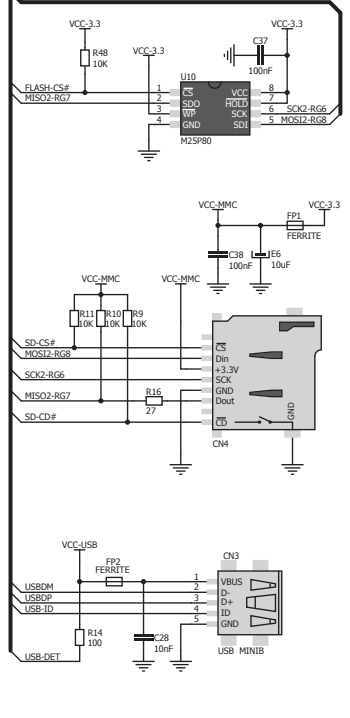 VCC-3.3 VCC-3.3
C37
R48 VCC-3.3
10K
100nF
U10
FLASH-CS# 1 CS VCC 8
MISO2-RG7 2 SDO HOLD 7
3 WP SCK 6 SCK2-RG6
4 GND SDI 5 MOSI2-RG8
M25P80
VCC-MMC VCC-3.3
FP1
FERRITE
C38 E6
100nF 10uF
VCC-MMC VCC-MMC
R11 R10 R9
10K 10K 10K
SD-CS# CS
MOSI2-RG8 Din
+3.3V
SCK2-RG6 SCK
R16 GND
MISO2-RG7 Dout
27 GND
SD-CD# CD
CN4
VCC-USB
FP2 CN3
FERRITE
1 VBUS
USBDM 2 D-
USBDP 3 D+
USB-ID 4 ID
5 GND
R14
100
C28
10nF
USB MINIB
USB-DET